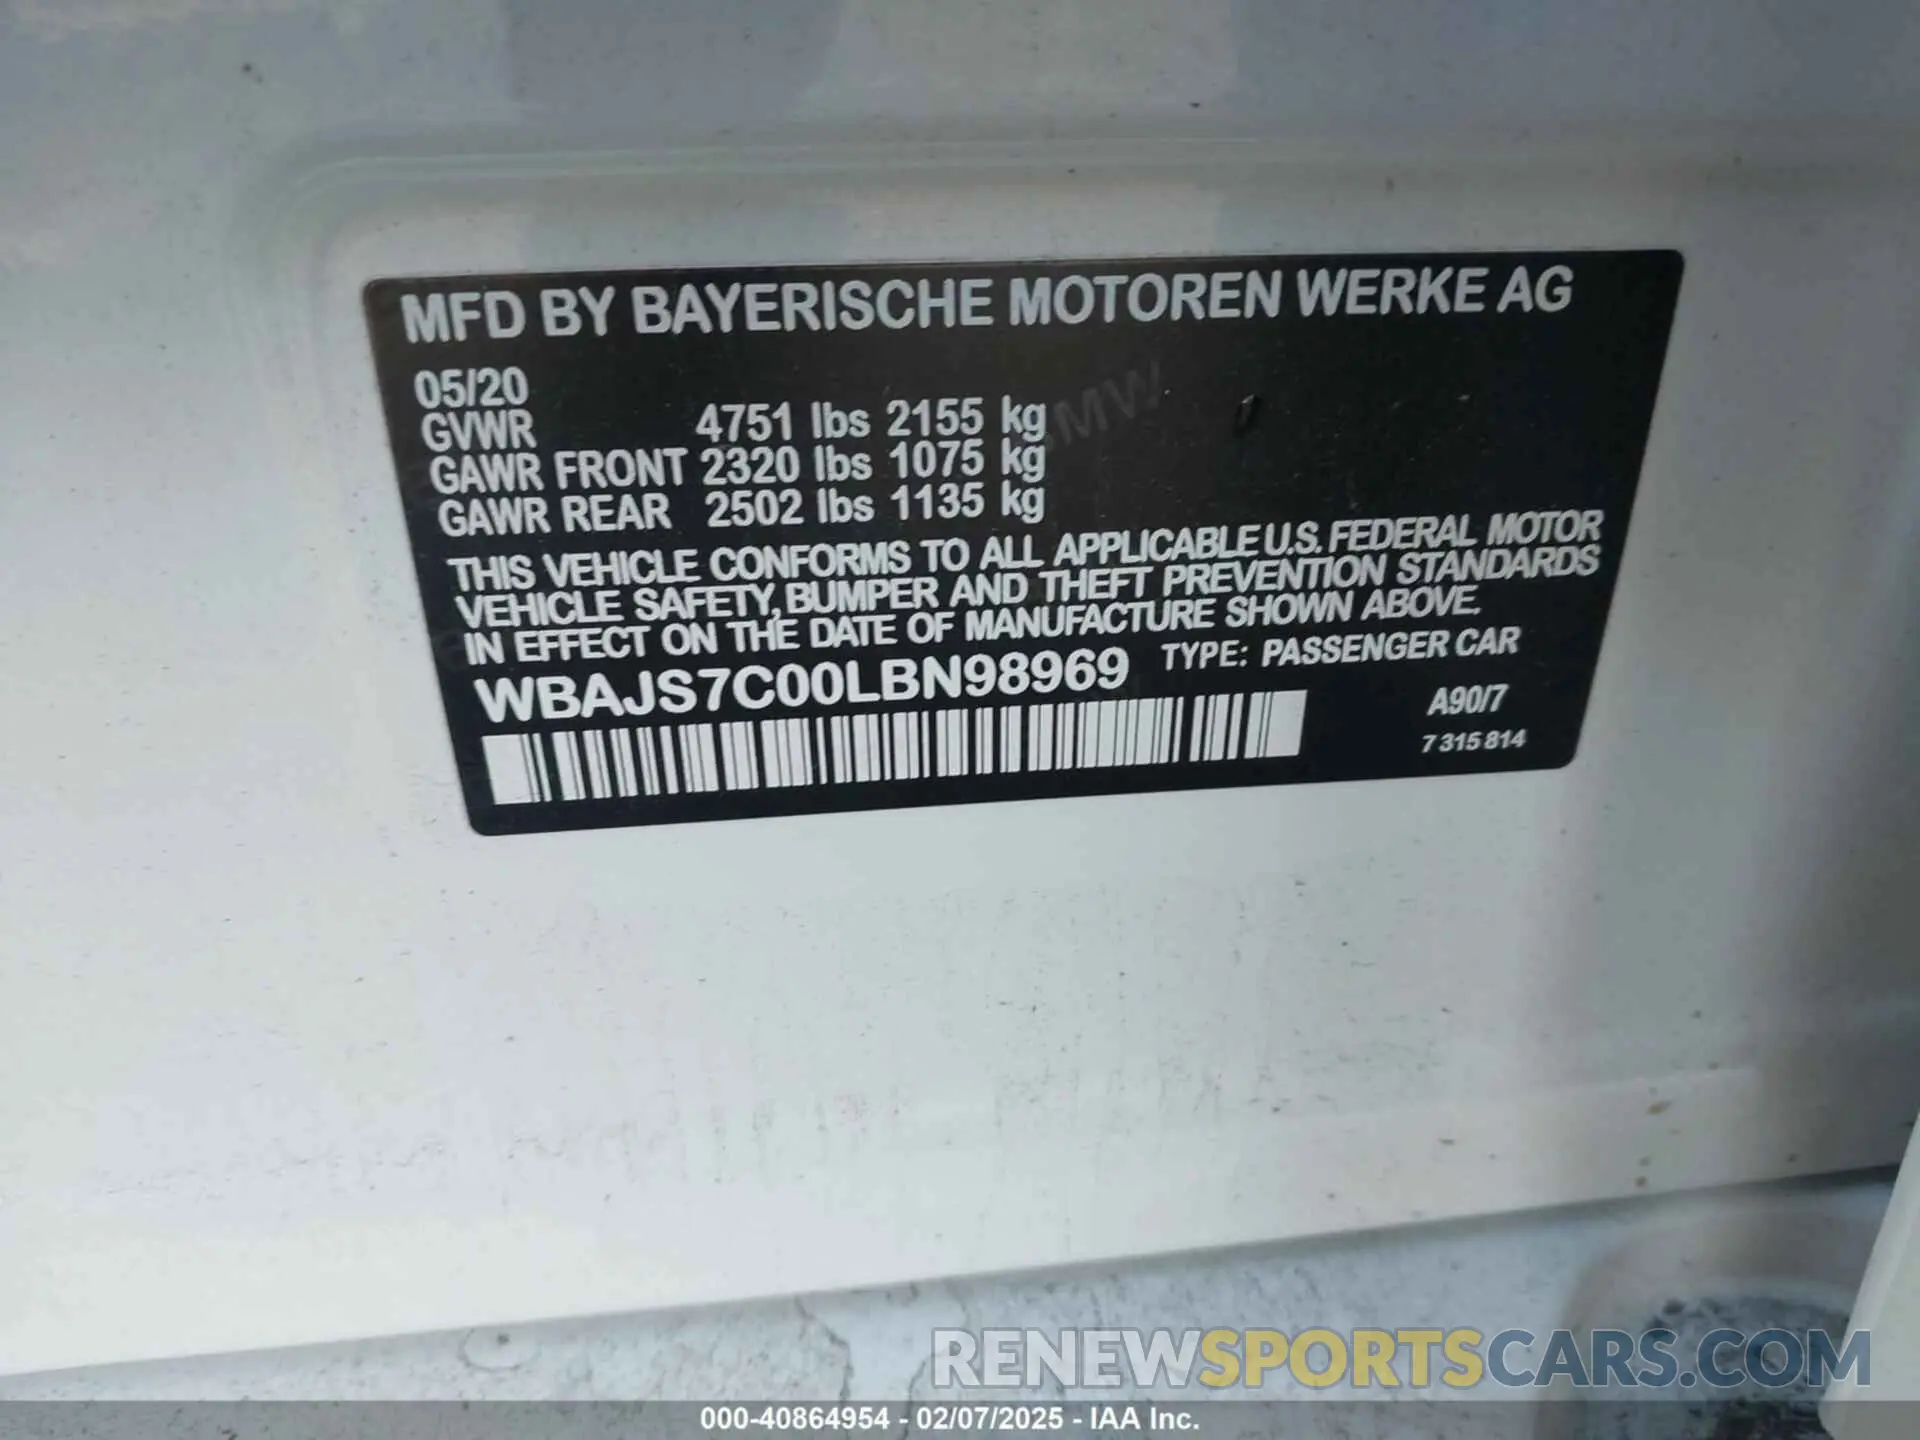 MFD BY BAYERISCHE MOTOREN WERKE AG
05/20
GVWR 4751 lbs 2155 kg
GAWR FRONT 2320 lbs 1075 kg
GAWR REAR 2502 lbs 1135 kg
THIS VEHICLE CONFORMS TO ALL APPLICABLE U.S. FEDERAL MOTOR
VEHICLE SAFETY, BUMPER AND THEFT PREVENTION STANDARDS
IN EFFECT ON THE DATE OF MANUFACTURE SHOWN ABOVE.
WBAJS7C00LBN98969 TYPE: PASSENGER CAR
A90/7
7 315 814
BMW
RENEWSPORTSCARS.COM
000-40864954 - 02/07/2025 - IAA Inc.